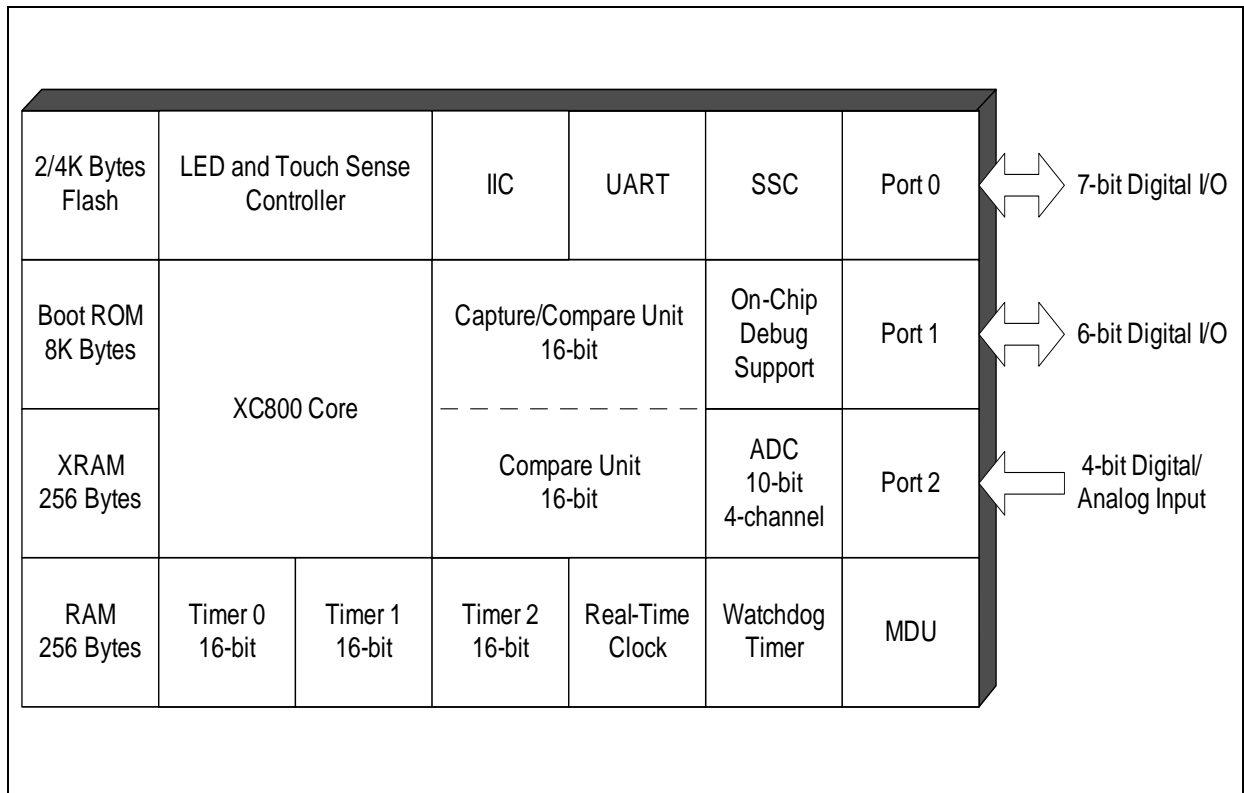 2/4K Bytes
Flash
LED and Touch Sense
Controller
IIC
UART
SSC
Port 0
7-bit Digital I/O
Boot ROM
8K Bytes
XC800 Core
Capture/Compare Unit
16-bit
On-Chip
Debug
Support
Port 1
6-bit Digital I/O
XRAM
256 Bytes
Compare Unit
16-bit
ADC
10-bit
4-channel
Port 2
4-bit Digital/
Analog Input
RAM
256 Bytes
Timer 0
16-bit
Timer 1
16-bit
Timer 2
16-bit
Real-Time
Clock
Watchdog
Timer
MDU